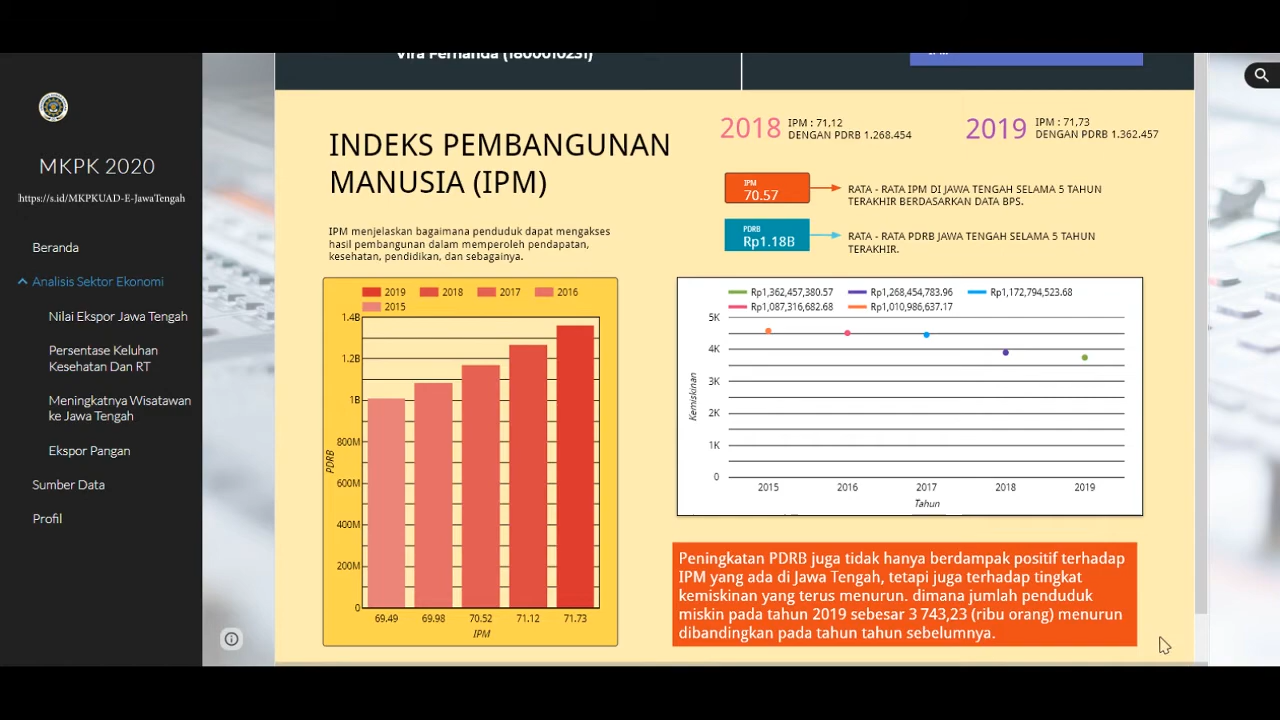 Vira Fernanda (1800010231)
MKPK 2020
https://s.id/MKPKUAD-E-JawaTengah
Beranda
Analisis Sektor Ekonomi
Nilai Ekspor Jawa Tengah
Persentase Keluhan
Kesehatan Dan RT
Meningkatnya Wisatawan
ke Jawa Tengah
Ekspor Pangan
Sumber Data
Profil
INDEKS PEMBANGUNAN
MANUSIA (IPM)
IPM menjelaskan bagaimana penduduk dapat mengakses
hasil pembangunan dalam memperoleh pendapatan,
kesehatan, pendidikan, dan sebagainya.
2018
IPM : 71.12
DENGAN PDRB 1.268.454
2019
IPM : 71,73
DENGAN PDRB 1.362.457
IPM
70.57
RATA - RATA IPM DI JAWA TENGAH SELAMA 5 TAHUN
TERAKHIR BERDASARKAN DATA BPS.
PDRB
Rp1.18B
RATA - RATA PDRB JAWA TENGAH SELAMA 5 TAHUN
TERAKHIR.
2019 2018 2017 2016
2015
1.4B
1.2B
1B
800M
600M
400M
200M
0
PDRB
69.49 69.98 70.52 71.12 71.73
IPM
Rp1,362,457,380.57 Rp1,268,454,783.96 Rp1,172,794,523.68
Rp1,087,316,682.68 Rp1,010,986,637.17
5K
4K
3K
2K
1K
0
Kemiskinan
2015 2016 2017 2018 2019
Tahun
Peningkatan PDRB juga tidak hanya berdampak positif terhadap
IPM yang ada di Jawa Tengah, tetapi juga terhadap tingkat
kemiskinan yang terus menurun. dimana jumlah penduduk
miskin pada tahun 2019 sebesar 3 743,23 (ribu orang) menurun
dibandingkan pada tahun tahun sebelumnya.